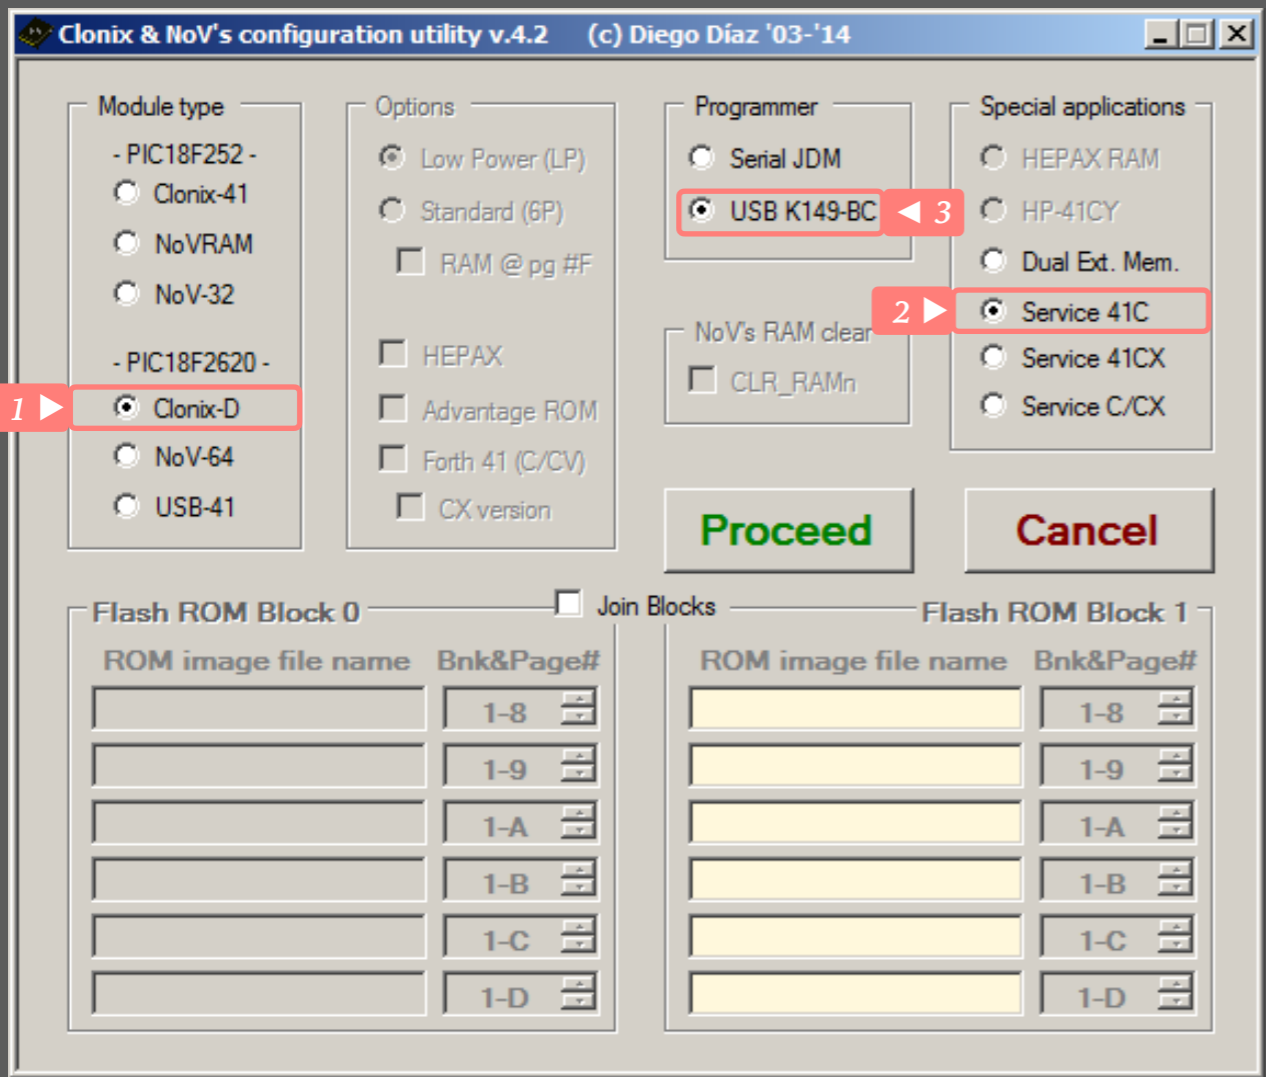 Clonix & NoV's configuration utility v.4.2 (c) Diego Díaz '03-'14
Module type
- PIC18F252 -
Clonix-41
NoVRAM
NoV-32
- PIC18F2620 -
1
Clonix-D
NoV-64
USB-41
Options
Low Power (LP)
Standard (6P)
RAM @ pg #F
HEPAX
Advantage ROM
Forth 41 (C/CV)
CX version
Programmer
Serial JDM
USB K149-BC
3
NoV's RAM clear
CLR_RAMn
Special applications
HEPAX RAM
HP-41CY
Dual Ext. Mem.
2
Service 41C
Service 41CX
Service C/CX
Proceed
Cancel
Join Blocks
Flash ROM Block 0
ROM image file name Bnk&Page#
1-8
1-9
1-A
1-B
1-C
1-D
Flash ROM Block 1
ROM image file name Bnk&Page#
1-8
1-9
1-A
1-B
1-C
1-D